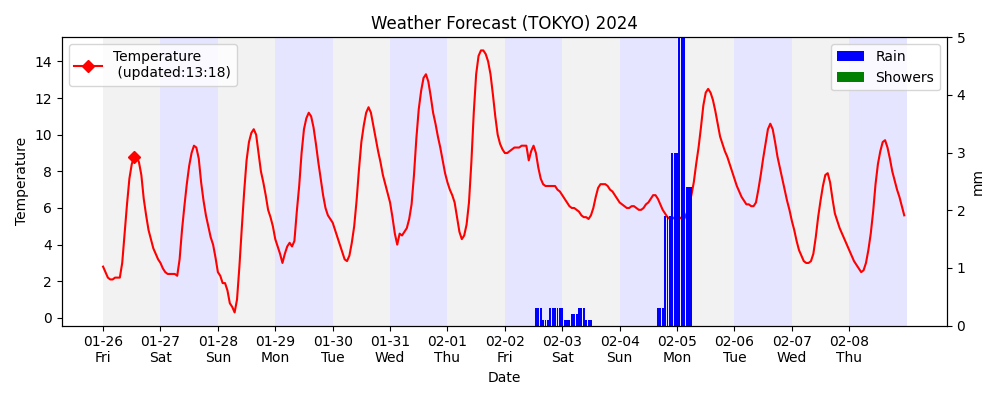 Weather Forecast (TOKYO) 2024
Temperature
(updated:13:18)
Rain
Showers
Temperature
14
12
10
8
6
4
2
0
5
4
3
2
1
0
mm
01-26 01-27 01-28 01-29 01-30 01-31 02-01 02-02 02-03 02-04 02-05 02-06 02-07 02-08
Fri Sat Sun Mon Tue Wed Thu Fri Sat Sun Mon Tue Wed Thu
Date